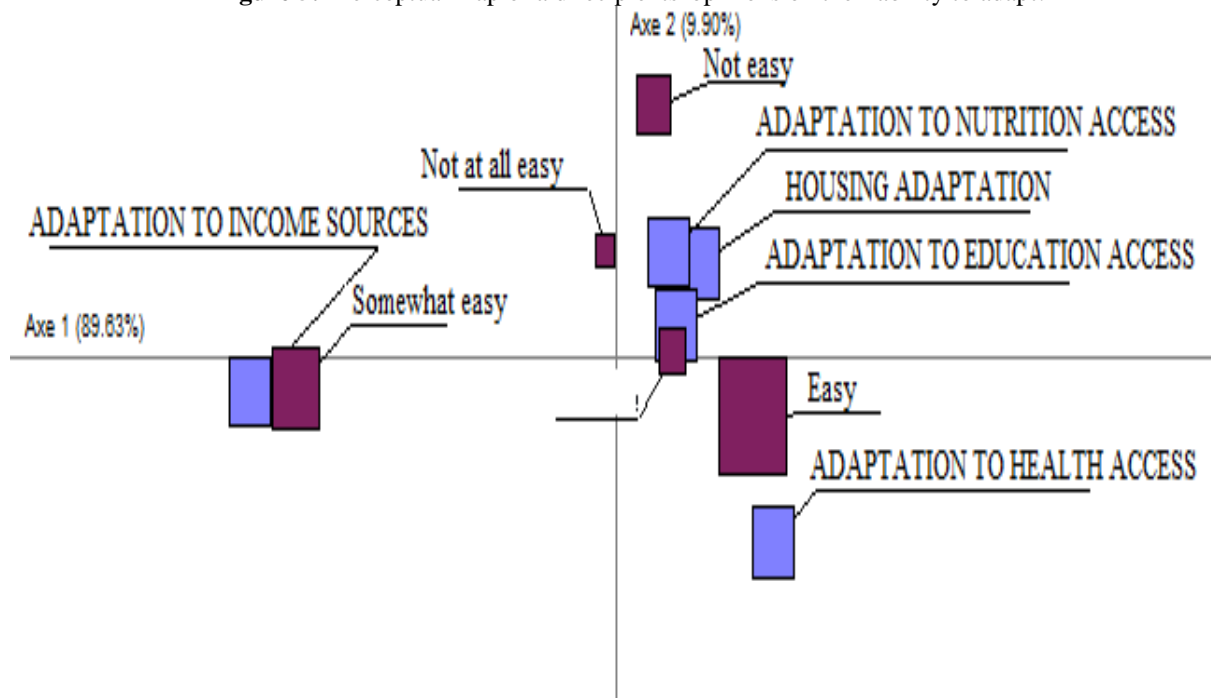 Axe 2 (9.90%)
Not easy
ADAPTATION TO NUTRITION ACCESS
Not at all easy
HOUSING ADAPTATION
ADAPTATION TO INCOME SOURCES
ADAPTATION TO EDUCATION ACCESS
Somewhat easy
Axe 1 (89.63%)
Easy
!
ADAPTATION TO HEALTH ACCESS